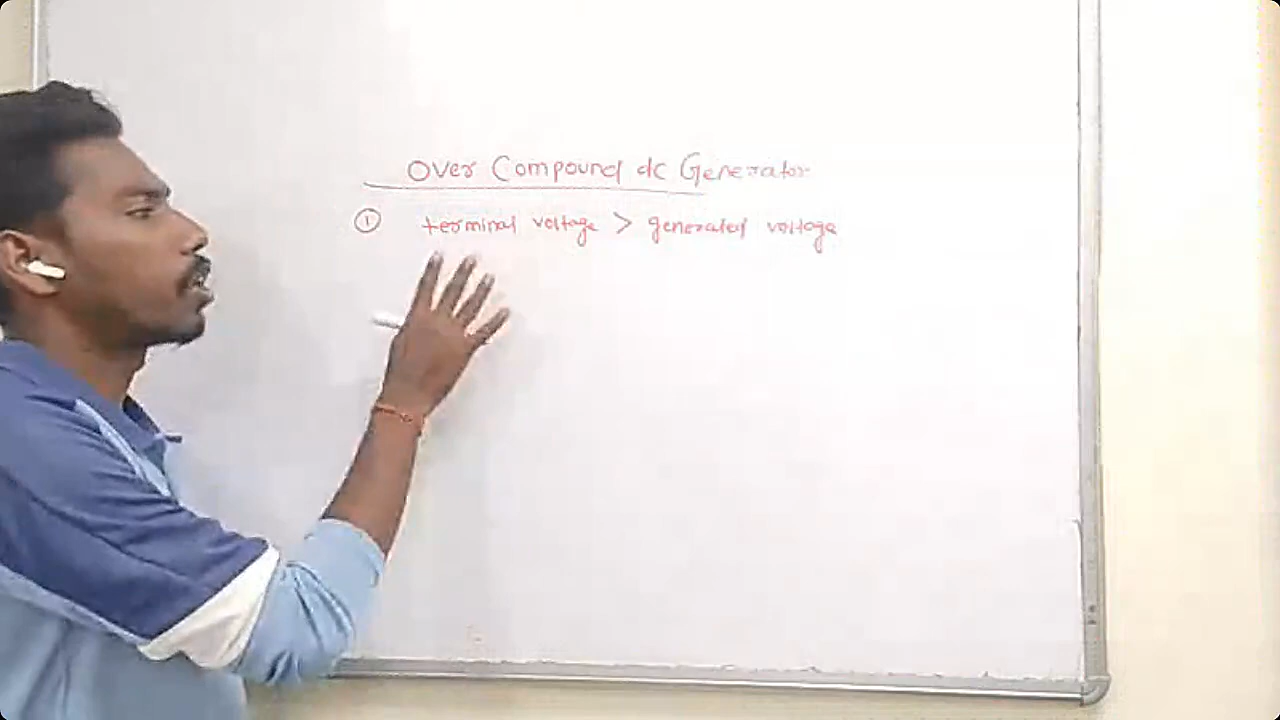 Over Compound dc Generator
① terminal voltage > generated voltage